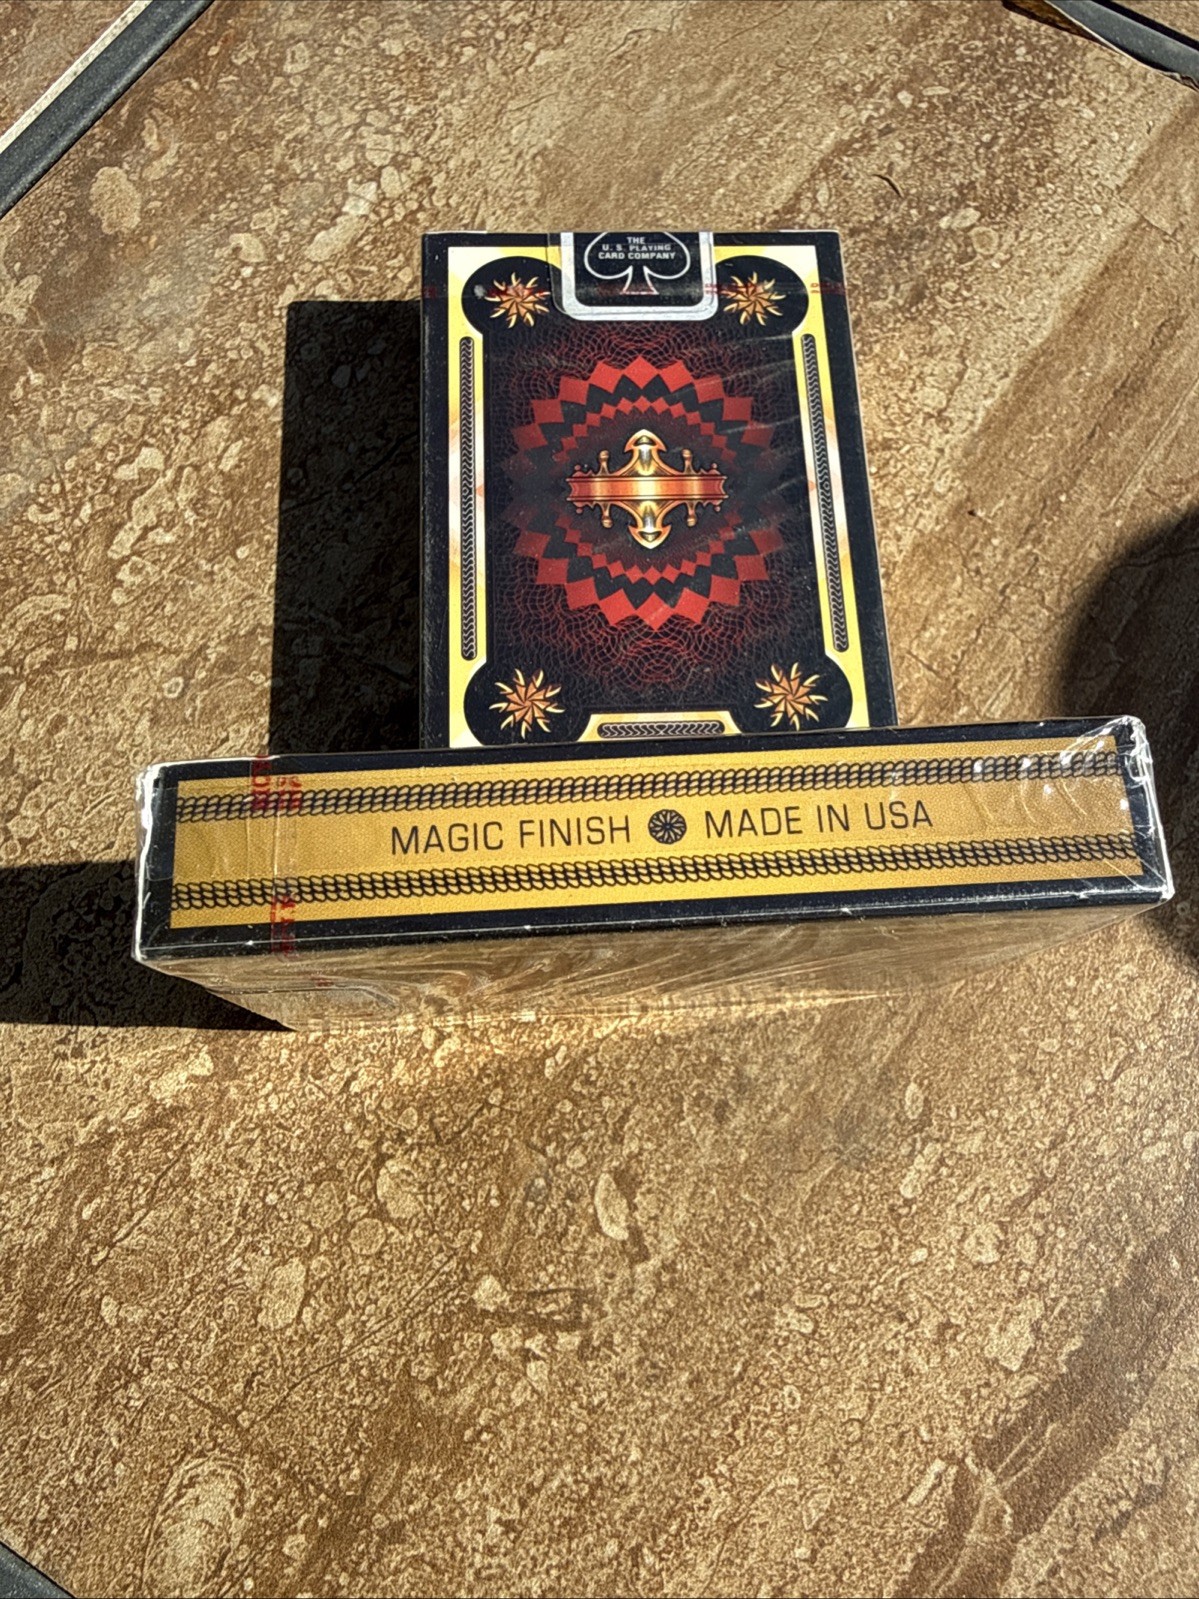 THE
U. S. PLAYING
CARD COMPANY
MAGIC FINISH MADE IN USA